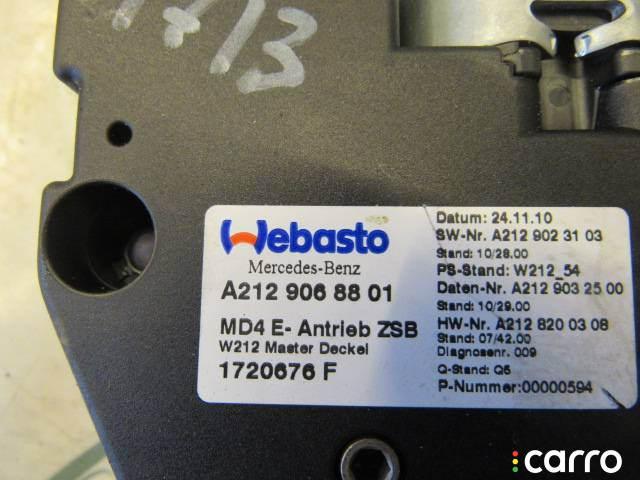 Webasto
Mercedes-Benz
A212 906 88 01
MD4 E- Antrieb ZSB
W212 Master Deckel
1720676 F
Datum: 24.11.10
SW-Nr. A212 902 31 03
Stand: 10/28.00
PB-Stand: W212_54
Daten-Nr. A212 903 25 00
Stand: 10/29.00
HW-Nr. A212 820 03 08
Stand: 07/42.00
Diagnosenr. 009
Q-Stand: Q5
P-Nummer:00000594
carro